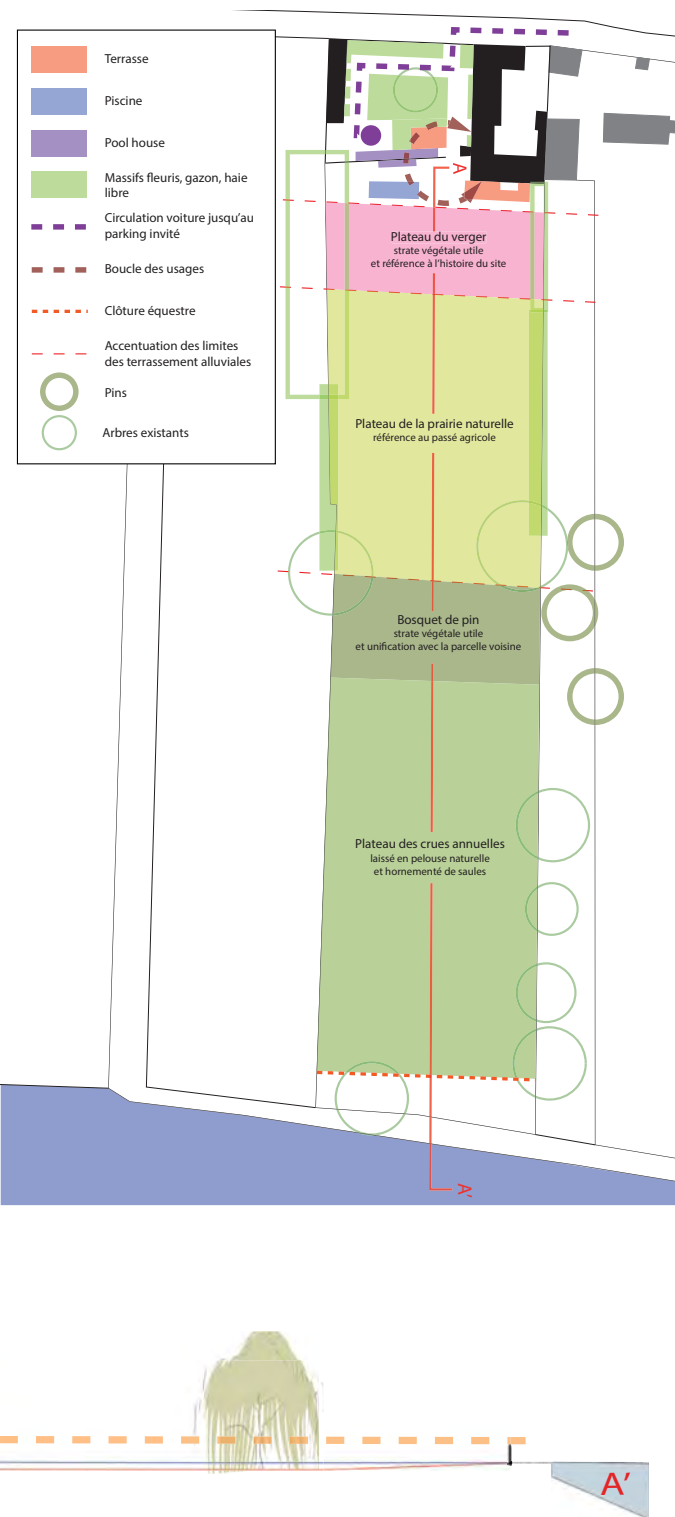 Terrasse
Piscine
Pool house
Massifs fleuris, gazon, haie
libre
Circulation voiture jusqu'au
parking invité
Boucle des usages
Clôture équestre
Accentuation des limites
des terrassement alluviales
Pins
Arbres existants
A
Plateau du verger
strate végétale utile
et référence à l'histoire du site
Plateau de la prairie naturelle
référence au passé agricole
Bosquet de pin
strate végétale utile
et unification avec la parcelle voisine
Plateau des crues annuelles
laissé en pelouse naturelle
et hornementé de saules
A'
A'